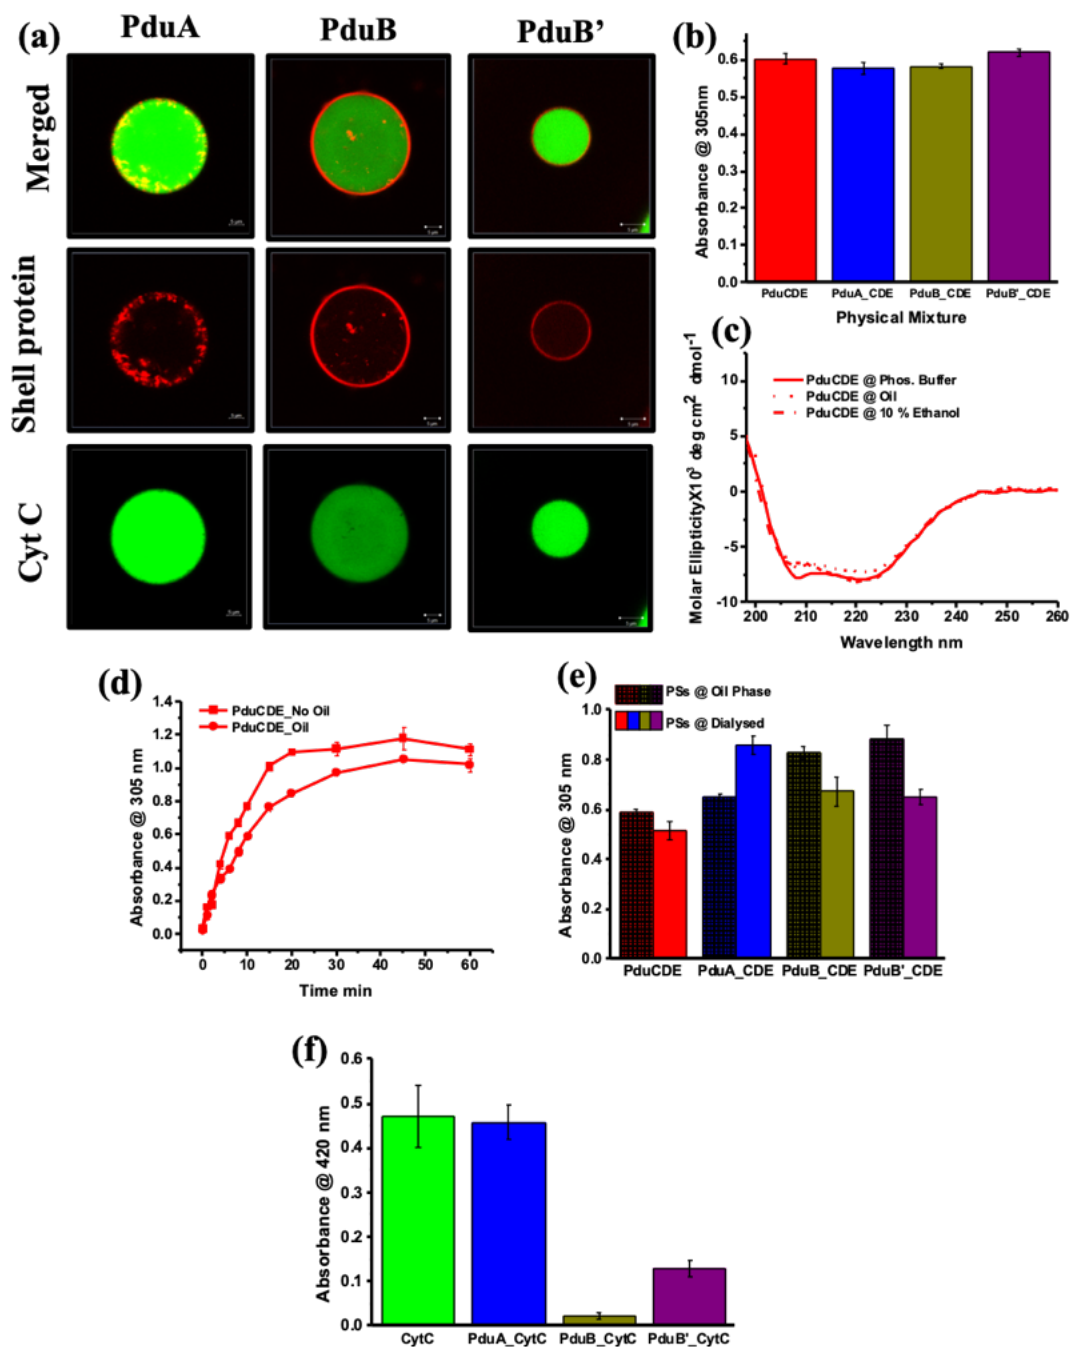 (a)
PduA
PduB
PduB'
Merged
Shell protein
Cyt C
5 µm
(b)
Absorbance @ 305nm
0.6
0.5
0.4
0.3
0.2
0.1
0.0
PduCDE
PduA_CDE
PduB_CDE
PduB'_CDE
Physical Mixture
(c)
Molar EllipticityX10³ deg cm² dmol-¹
10
5
0
-5
-10
PduCDE @ Phos. Buffer
PduCDE @ Oil
PduCDE @ 10 % Ethanol
200 210 220 230 240 250 260
Wavelength nm
(d)
Absorbance @ 305 nm
1.4
1.2
1.0
0.8
0.6
0.4
0.2
0.0
PduCDE_No Oil
PduCDE_Oil
0 10 20 30 40 50 60
Time min
(e)
PSs @ Oil Phase
PSs @ Dialysed
Absorbance @ 305 nm
1.0
0.8
0.6
0.4
0.2
0.0
PduCDE
PduA_CDE
PduB_CDE
PduB'_CDE
(f)
Absorbance @ 420 nm
0.6
0.5
0.4
0.3
0.2
0.1
0.0
CytC
PduA_CytC
PduB_CytC
PduB'_CytC